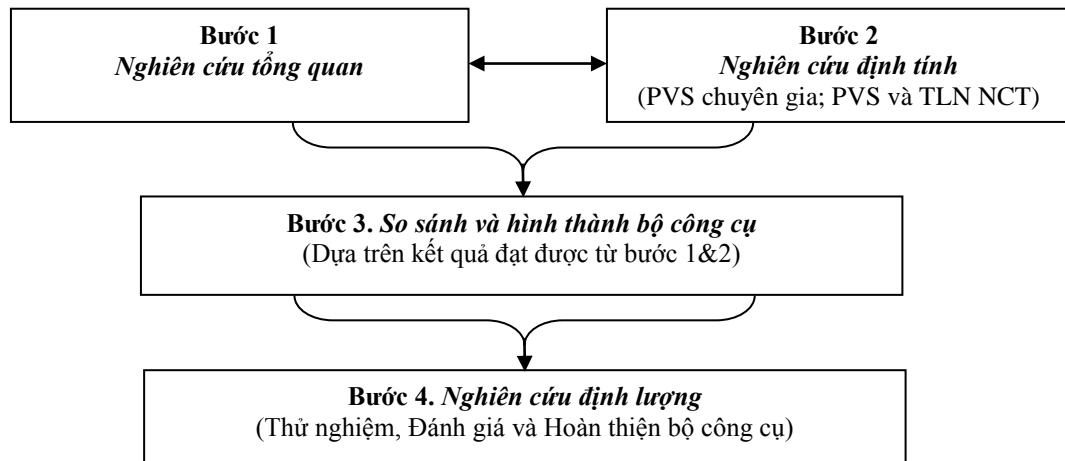 Bước 1
Nghiên cứu tổng quan
Bước 2
Nghiên cứu định tính
(PVS chuyên gia; PVS và TLN NCT)
Bước 3. So sánh và hình thành bộ công cụ
(Dựa trên kết quả đạt được từ bước 1&2)
Bước 4. Nghiên cứu định lượng
(Thử nghiệm, Đánh giá và Hoàn thiện bộ công cụ)